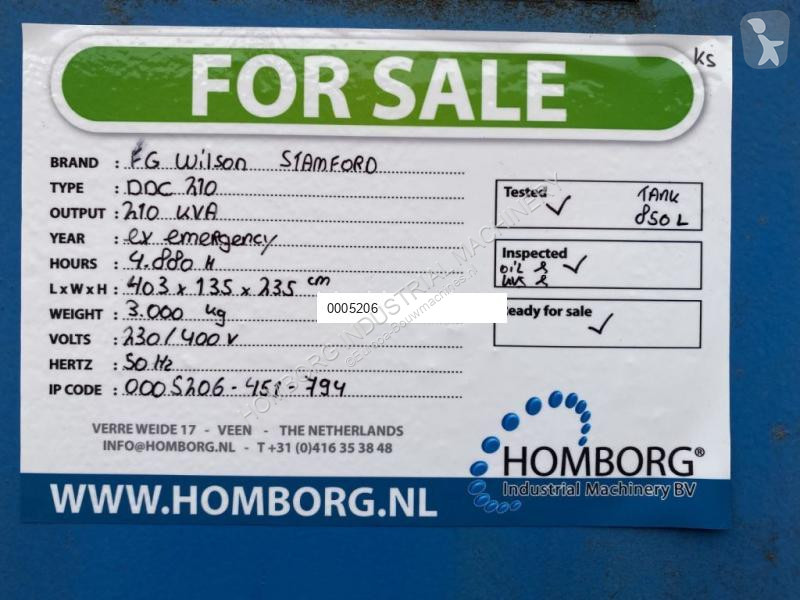 KS
FOR SALE
BRAND : FG Wilson STAMFORD
TYPE : DDC 210
OUTPUT : 210 KVA
YEAR : ex emergency
HOURS : 4.880 H
L x W x H : 403 x 135 x 235 cm
WEIGHT : 3.000 kg
0005206
VOLTS : 230/400 V
HERTZ : 50 Hz
IP CODE : 0005206-451-794
Tested ✓ TANK
850 L
Inspected
OIL & ✓
Ready for sale ✓
VERRE WEIDE 17 - VEEN - THE NETHERLANDS
INFO@HOMBORG.NL - T +31 (0)416 35 38 48
HOMBORG®
Industrial Machinery BV
WWW.HOMBORG.NL
HOMBORG INDUSTRIAL MACHINERY